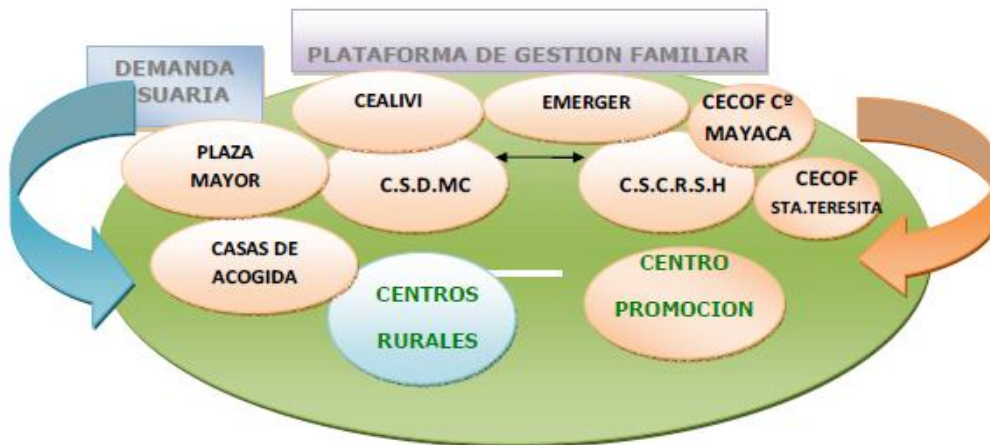 PLATAFORMA DE GESTION FAMILIAR
DEMANDA
SUARIA
CEALIVI
EMERGER
CECOF Cº
MAYACA
PLAZA
MAYOR
C.S.D.MC
C.S.C.R.S.H
CECOF
STA.TERESITA
CASAS DE
ACOGIDA
CENTROS
RURALES
CENTRO
PROMOCION